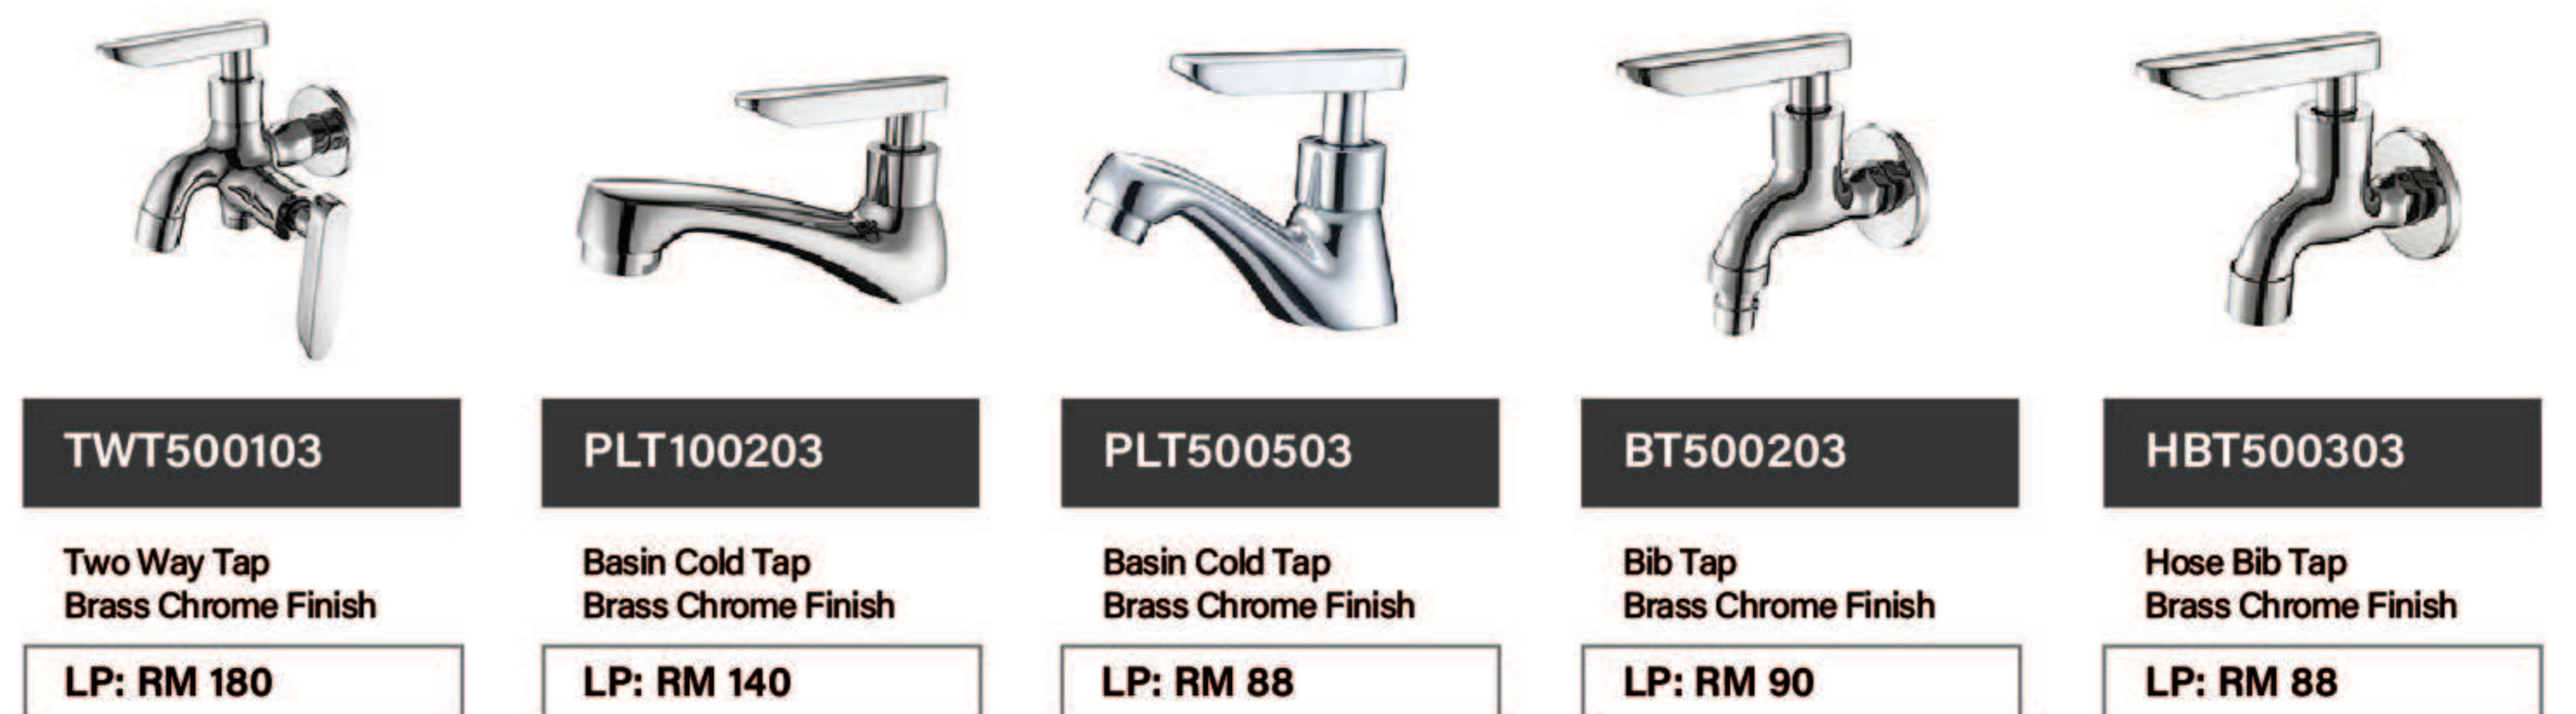 TWT500103
Two Way Tap
Brass Chrome Finish
LP: RM 180
PLT100203
Basin Cold Tap
Brass Chrome Finish
LP: RM 140
PLT500503
Basin Cold Tap
Brass Chrome Finish
LP: RM 88
BT500203
Bib Tap
Brass Chrome Finish
LP: RM 90
HBT500303
Hose Bib Tap
Brass Chrome Finish
LP: RM 88